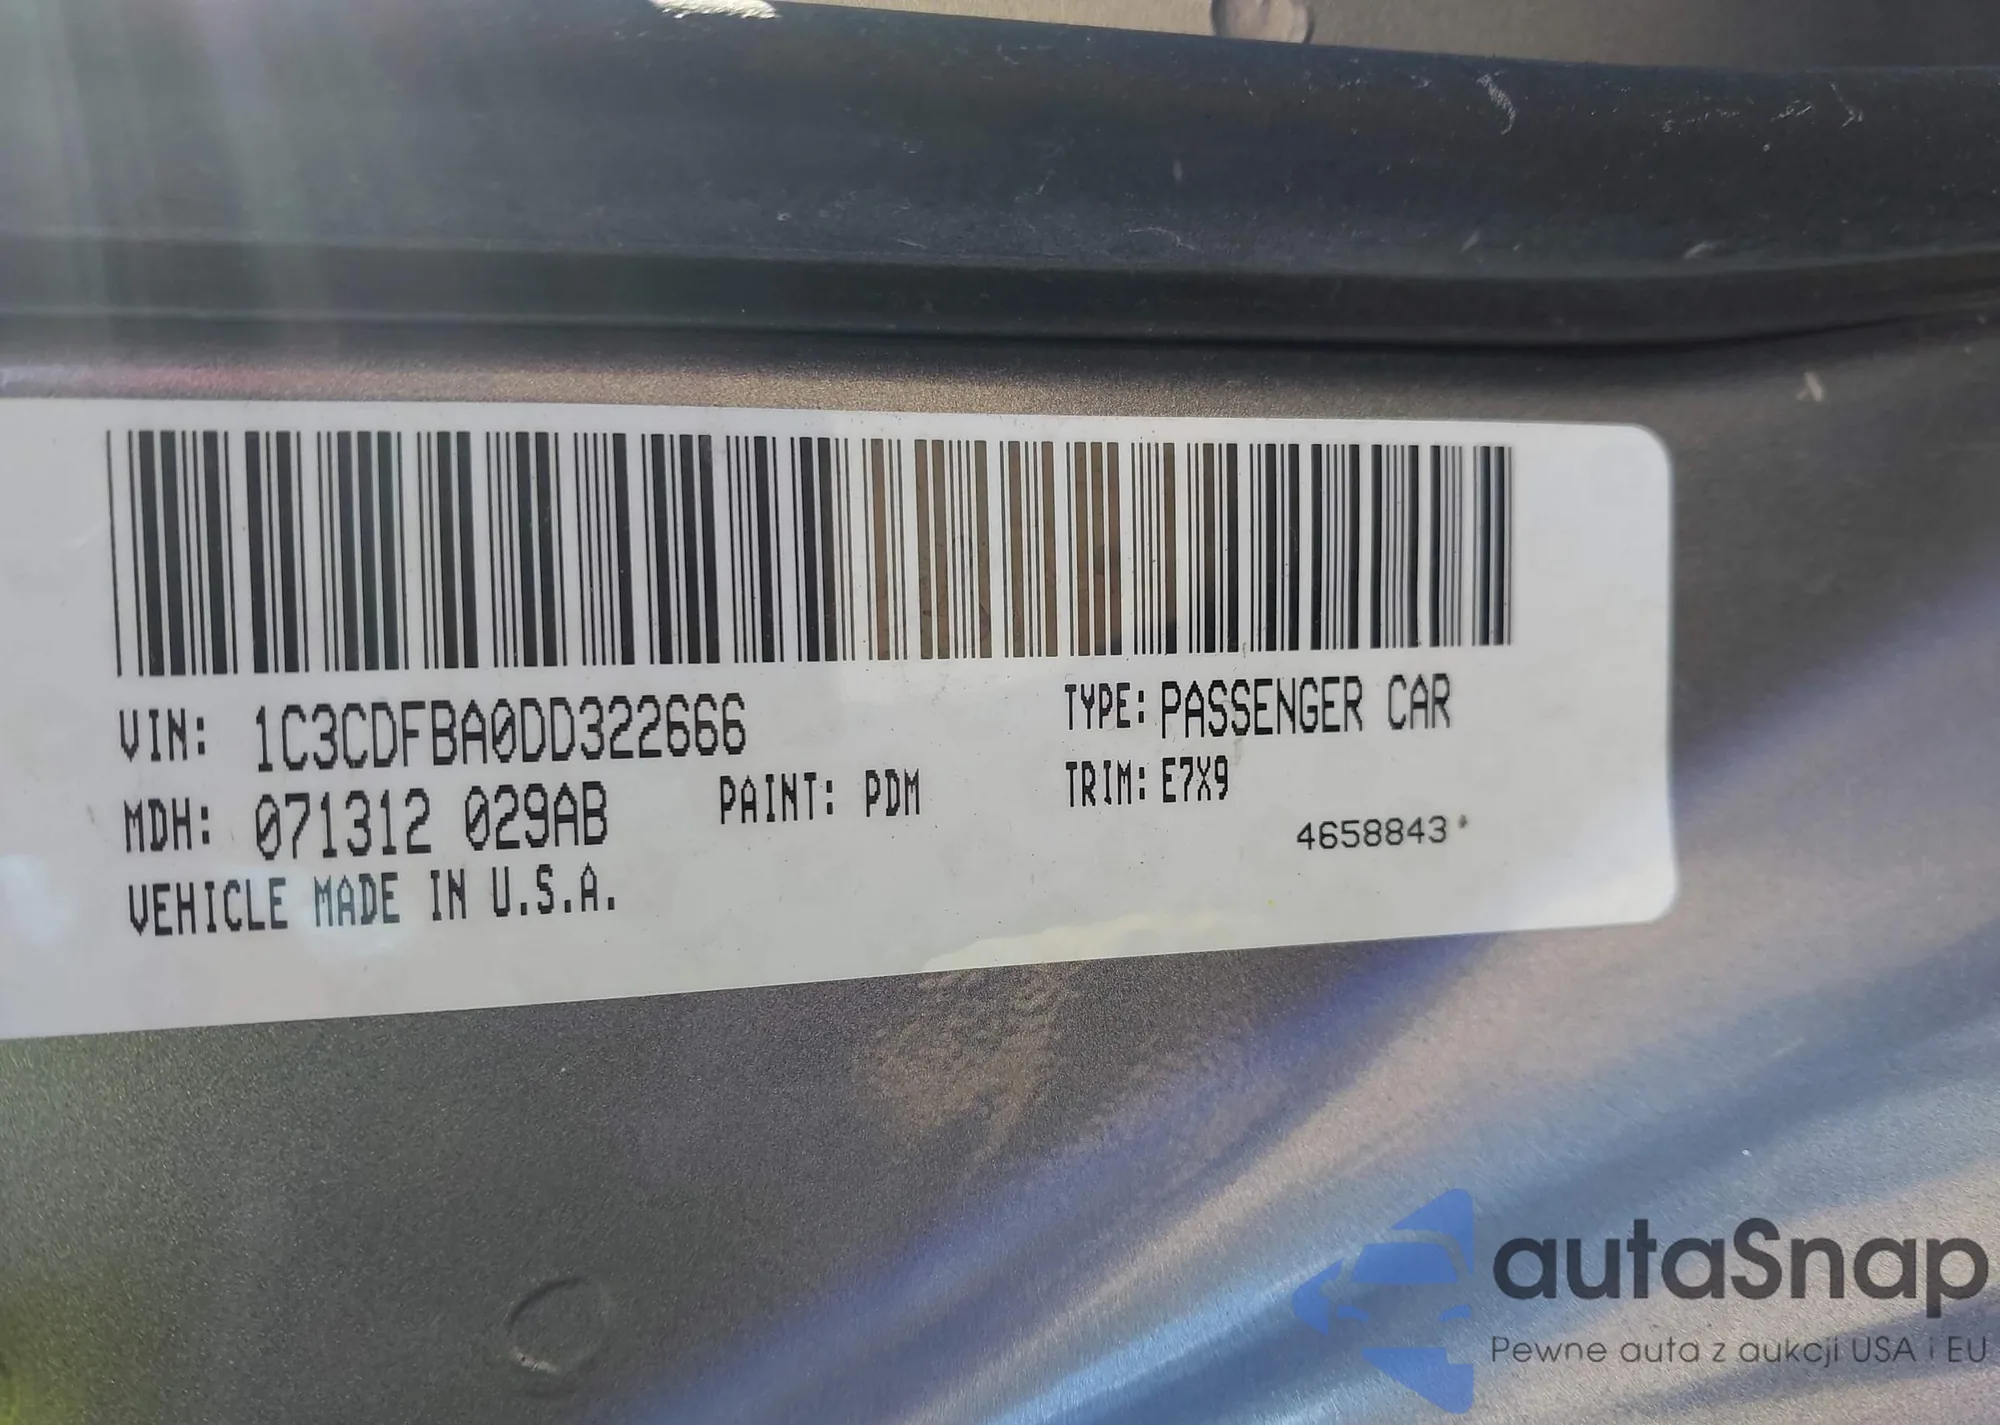 VIN: 1C3CDFBA0DD322666
TYPE: PASSENGER CAR
MDH: 071312 029AB
PAINT: PDM
TRIM: E7X9
4658843*
VEHICLE MADE IN U.S.A.
autaSnap
Pewne auta z aukcji USA i EU